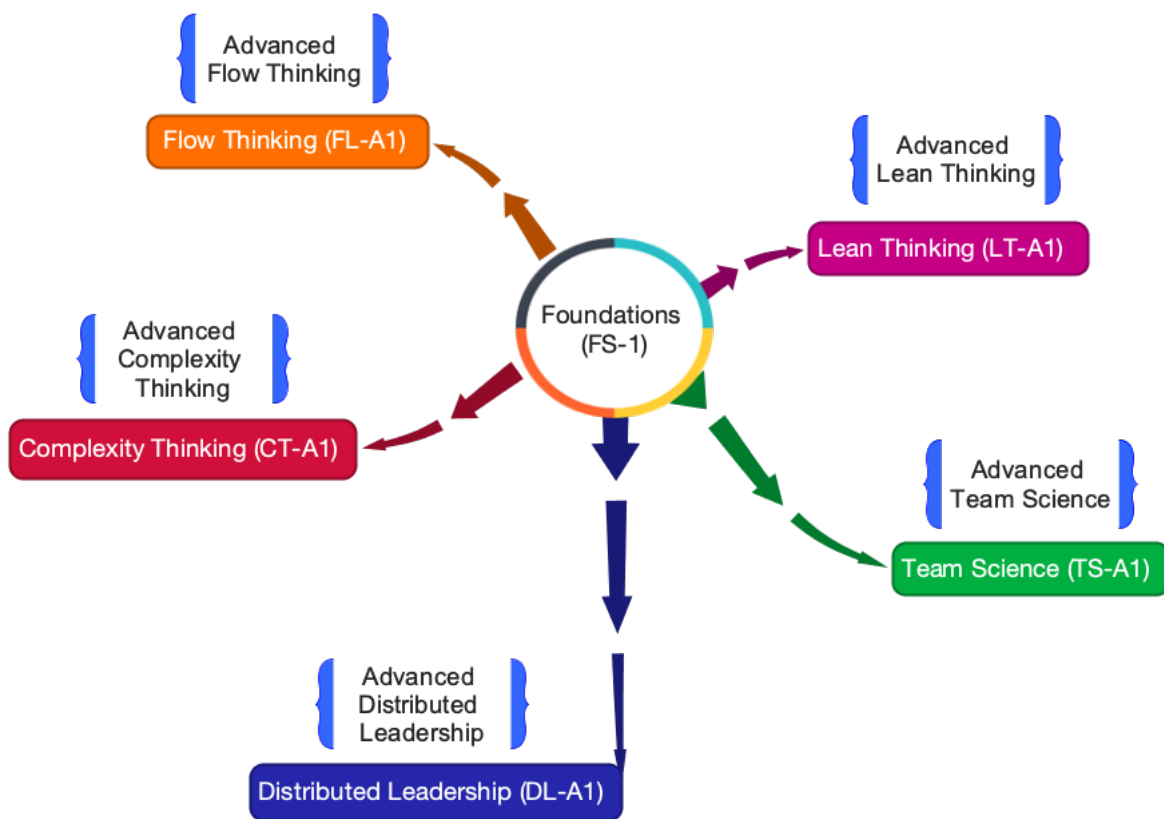 Advanced
Flow Thinking
Flow Thinking (FL-A1)
Advanced
Lean Thinking
Lean Thinking (LT-A1)
Foundations
(FS-1)
Advanced
Complexity
Thinking
Complexity Thinking (CT-A1)
Advanced
Team Science
Team Science (TS-A1)
Advanced
Distributed
Leadership
Distributed Leadership (DL-A1)